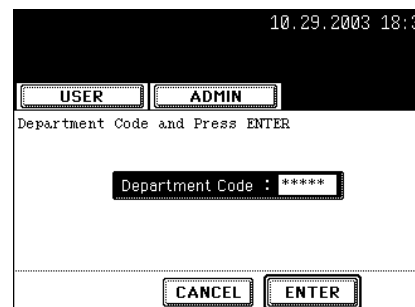 10.29.2003 18:3
USER ADMIN
Department Code and Press ENTER
Department Code : *****
CANCEL ENTER